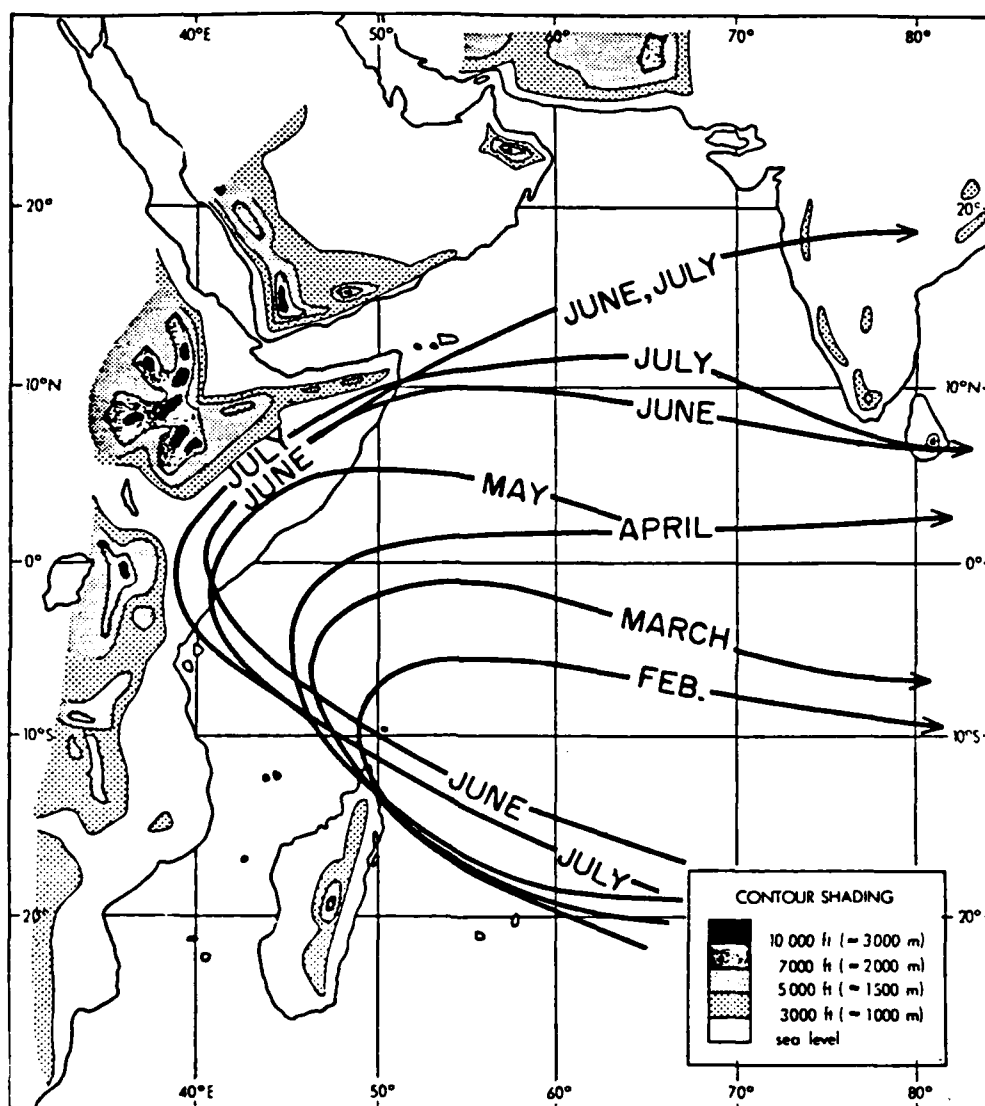 40°E 50° 60° 70° 80°
20° 20°
JUNE, JULY
10°N JULY 10°N
JUNE
JULY
JUNE
MAY
APRIL
0° 0°
MARCH
FEB.
10°S 10°S
JUNE
JULY
20° 20°
CONTOUR SHADING
10 000 ft (≈ 3000 m)
7000 ft (≈ 2000 m)
5 000 ft (≈ 1500 m)
3000 ft (≈ 1000 m)
sea level
40°E 50° 60° 70° 80°